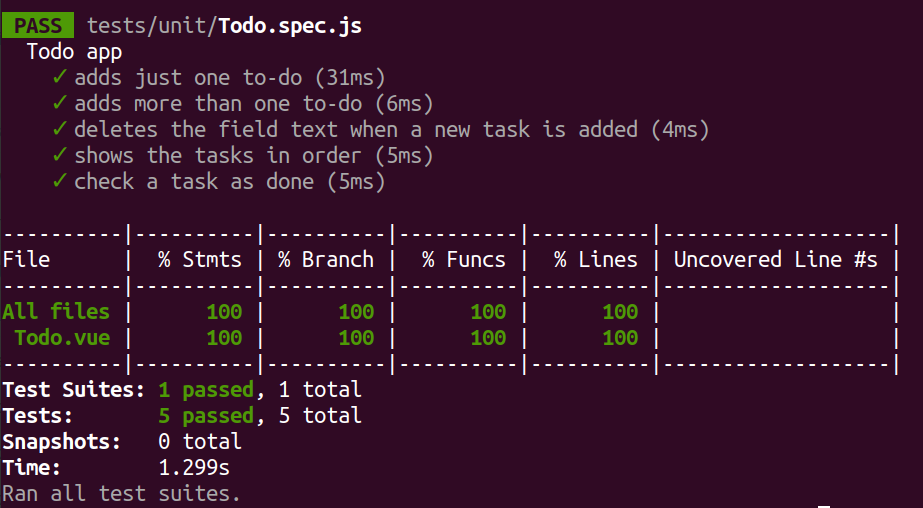 PASS tests/unit/Todo.spec.js
Todo app
✓ adds just one to-do (31ms)
✓ adds more than one to-do (6ms)
✓ deletes the field text when a new task is added (4ms)
✓ shows the tasks in order (5ms)
✓ check a task as done (5ms)
----------|----------|----------|----------|----------|-------------------|
File      |  % Stmts | % Branch |  % Funcs |  % Lines | Uncovered Line #s |
----------|----------|----------|----------|----------|-------------------|
All files |      100 |      100 |      100 |      100 |                   |
 Todo.vue |      100 |      100 |      100 |      100 |                   |
----------|----------|----------|----------|----------|-------------------|
Test Suites: 1 passed, 1 total
Tests:       5 passed, 5 total
Snapshots:   0 total
Time:        1.299s
Ran all test suites.